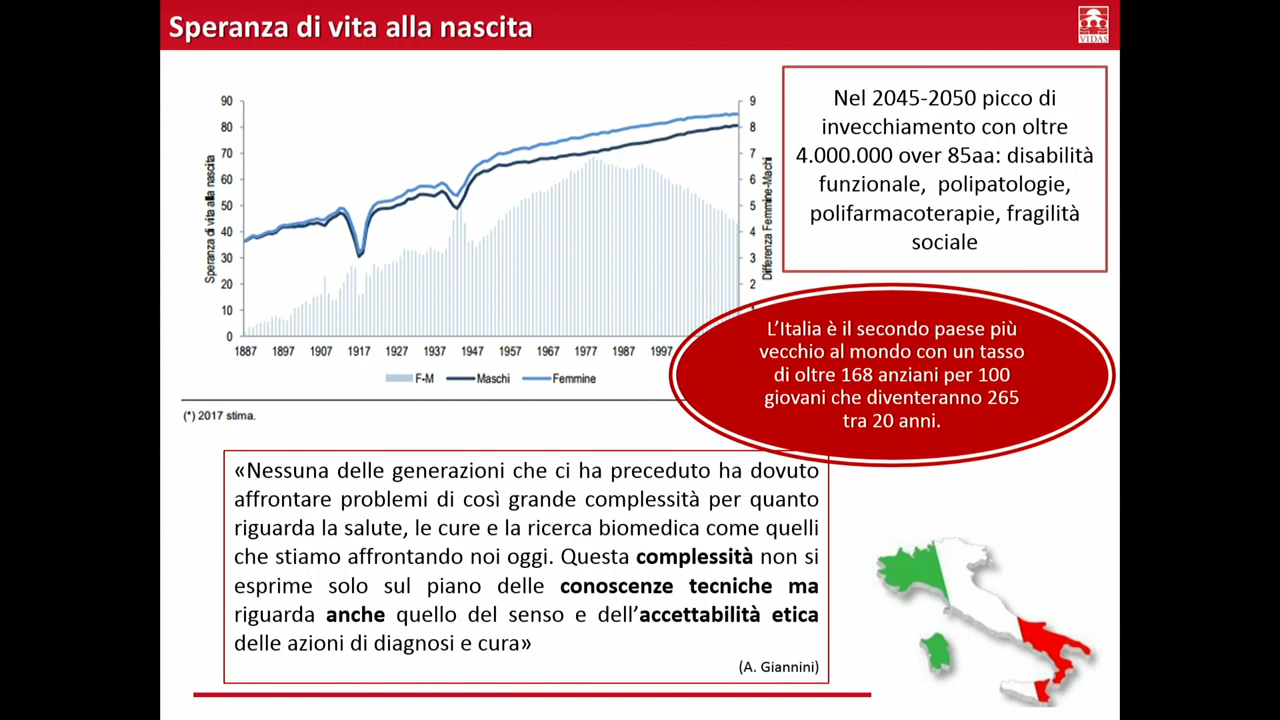 Speranza di vita alla nascita
VIDAS
Nel 2045-2050 picco di
invecchiamento con oltre
4.000.000 over 85aa: disabilità
funzionale, polipatologie,
polifarmacoterapie, fragilità
sociale
Speranza di vita alla nascita
90
80
70
60
50
40
30
20
10
0
9
8
7
6
5
4
3
2
Differenza Femmine-Machi
1887 1897 1907 1917 1927 1937 1947 1957 1967 1977 1987 1997
F-M Maschi Femmine
(*) 2017 stima.
L’Italia è il secondo paese più
vecchio al mondo con un tasso
di oltre 168 anziani per 100
giovani che diventeranno 265
tra 20 anni.
«Nessuna delle generazioni che ci ha preceduto ha dovuto
affrontare problemi di così grande complessità per quanto
riguarda la salute, le cure e la ricerca biomedica come quelli
che stiamo affrontando noi oggi. Questa complessità non si
esprime solo sul piano delle conoscenze tecniche ma
riguarda anche quello del senso e dell’accettabilità etica
delle azioni di diagnosi e cura»
(A. Giannini)